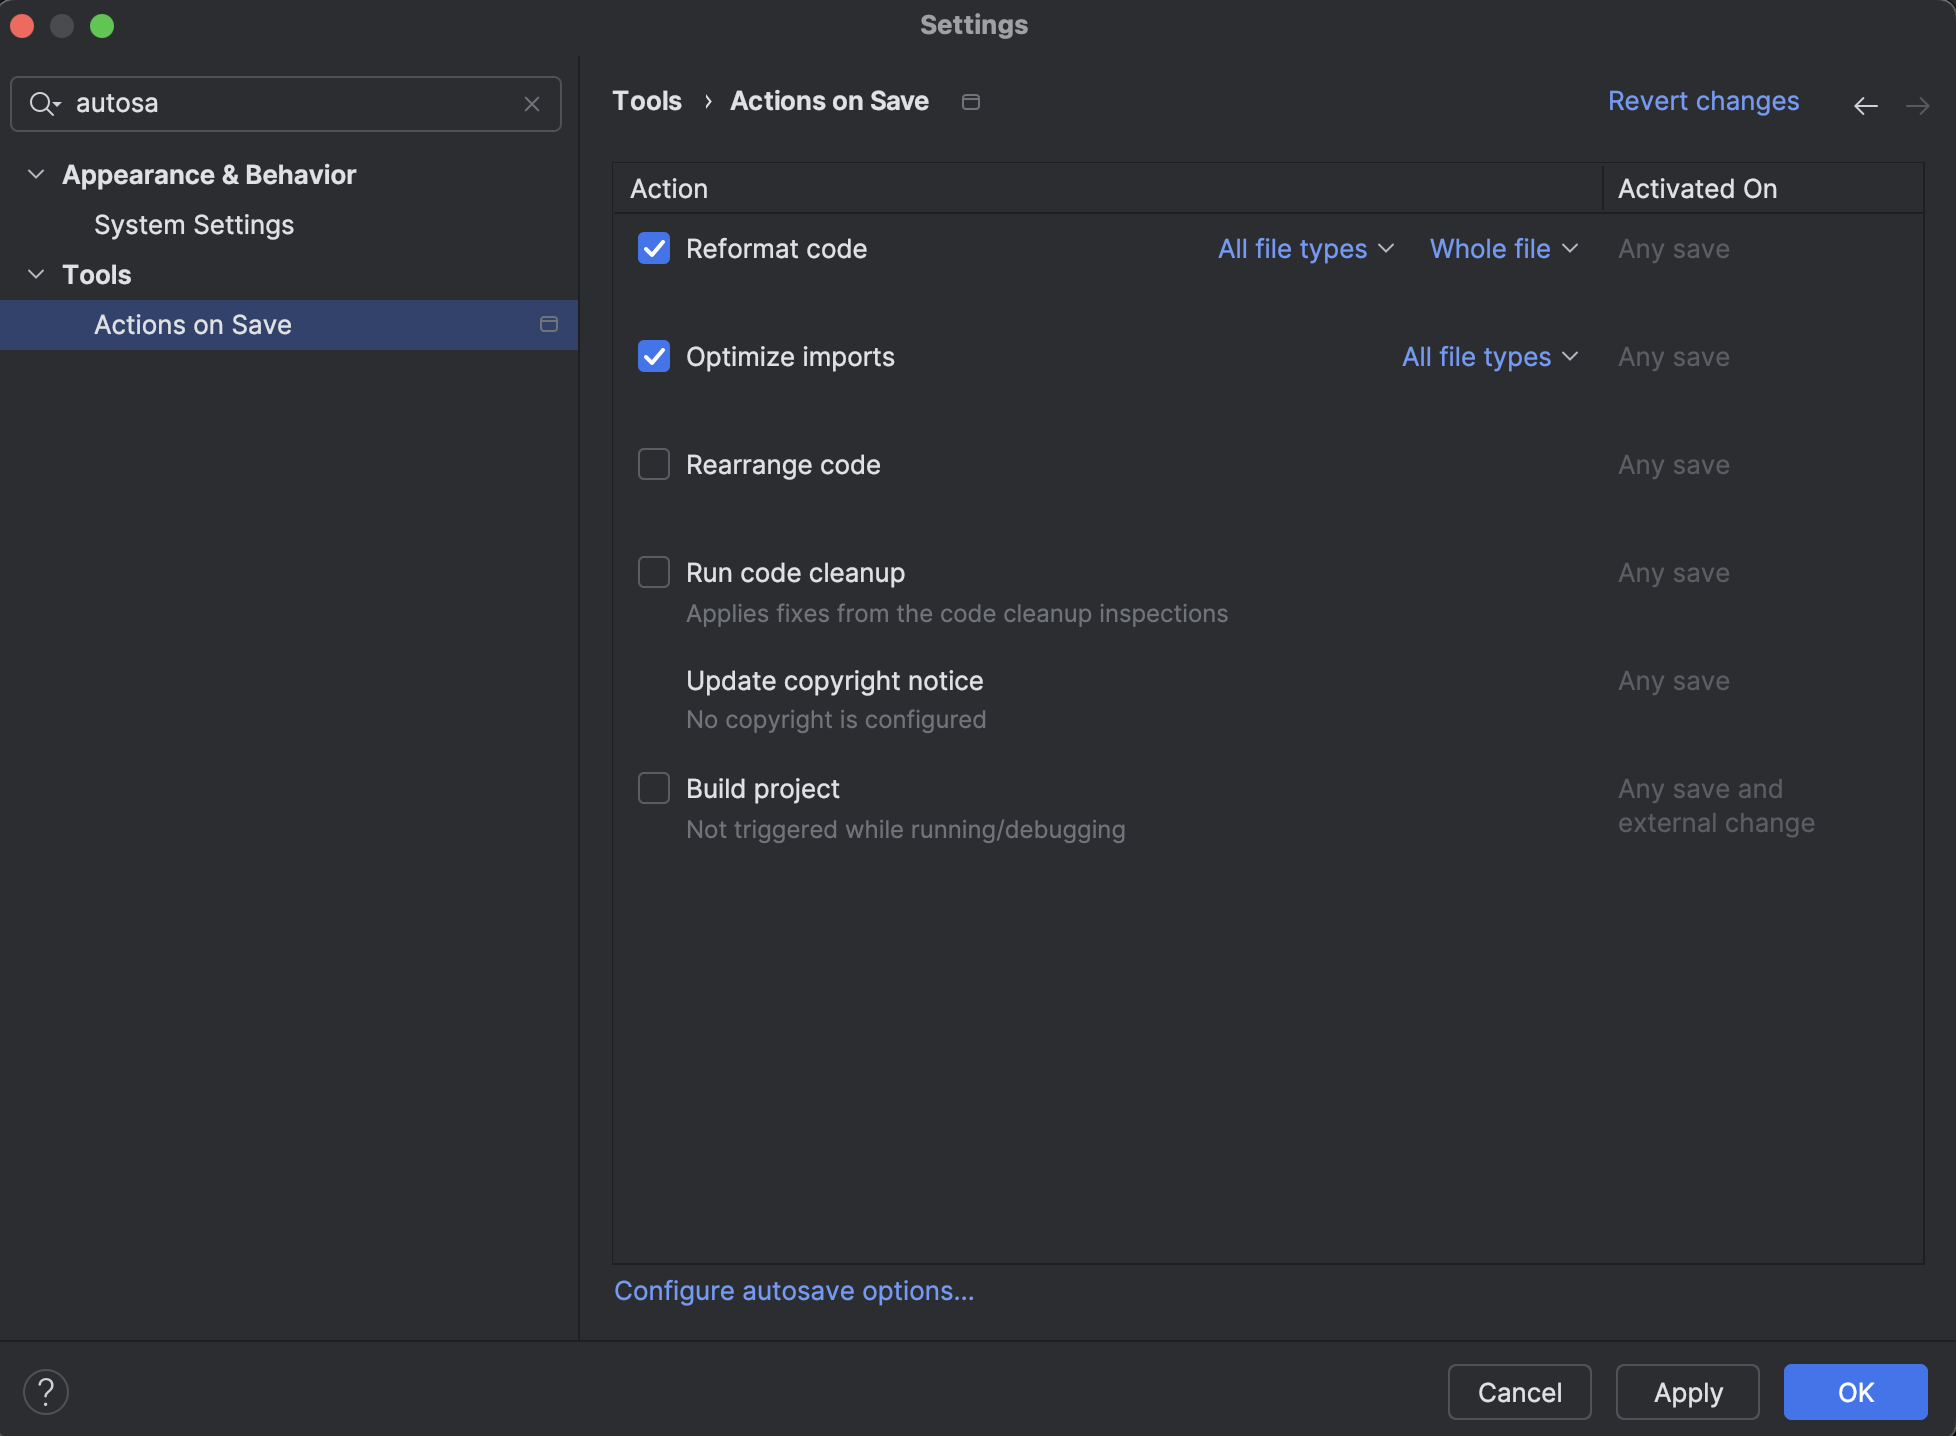 Settings
autosa
Appearance & Behavior
System Settings
Tools
Actions on Save
Tools › Actions on Save
Revert changes
Action
Activated On
Reformat code
All file types
Whole file
Any save
Optimize imports
All file types
Any save
Rearrange code
Any save
Run code cleanup
Any save
Applies fixes from the code cleanup inspections
Update copyright notice
Any save
No copyright is configured
Build project
Any save and
external change
Not triggered while running/debugging
Configure autosave options...
?
Cancel
Apply
OK